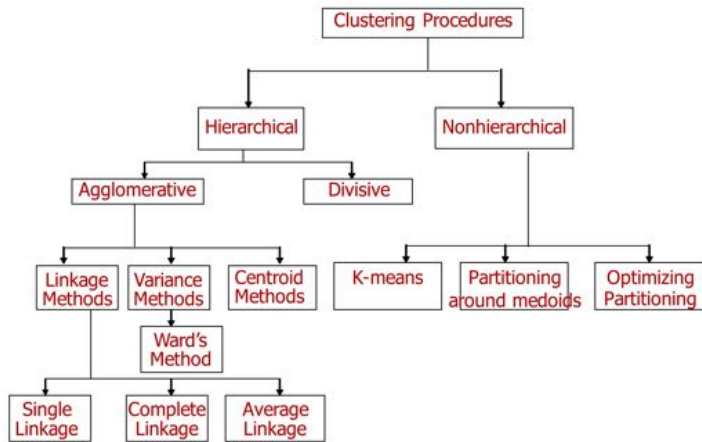 Clustering Procedures
Hierarchical
Nonhierarchical
Agglomerative
Divisive
Linkage
Methods
Variance
Methods
Centroid
Methods
K-means
Partitioning
around medoids
Optimizing
Partitioning
Ward's
Method
Single
Linkage
Complete
Linkage
Average
Linkage